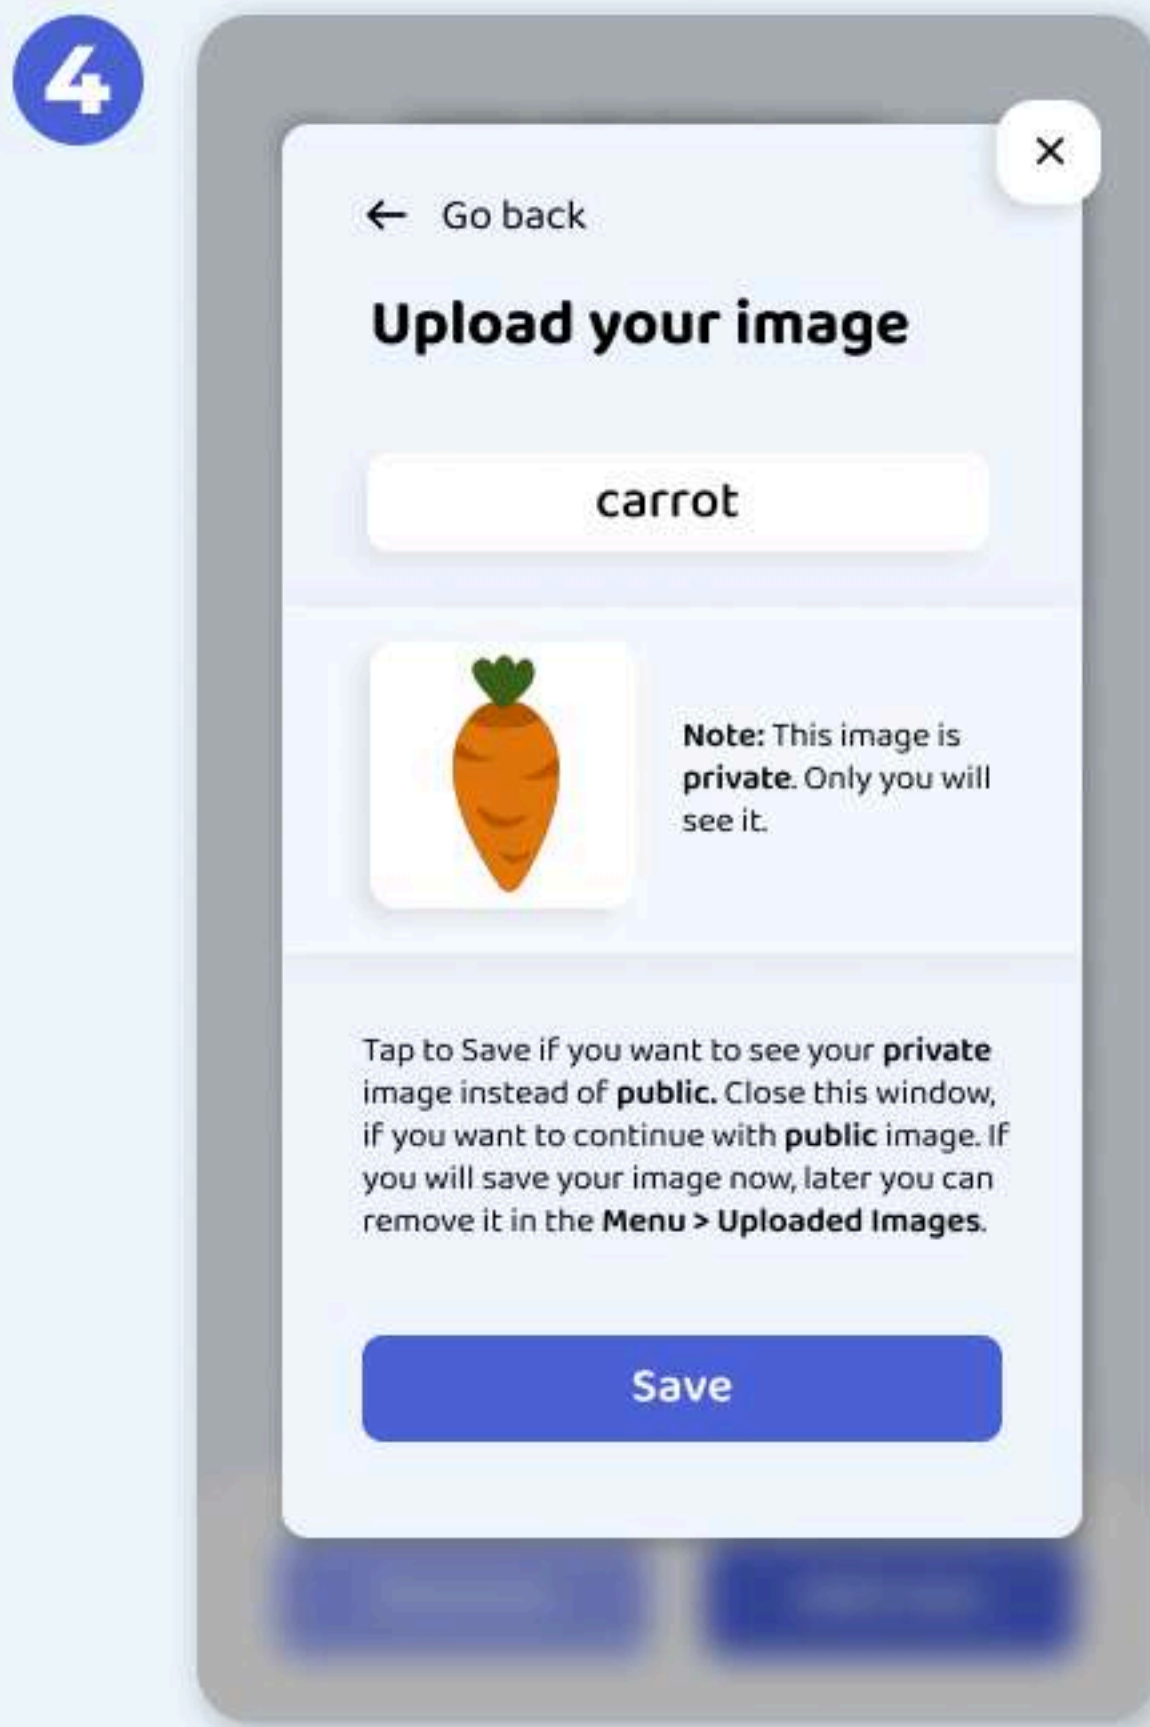 4
Go back
Upload your image
carrot
Note: This image is
private. Only you will
see it.
Tap to Save if you want to see your private
image instead of public. Close this window,
if you want to continue with public image. If
you will save your image now, later you can
remove it in the Menu > Uploaded Images.
Save